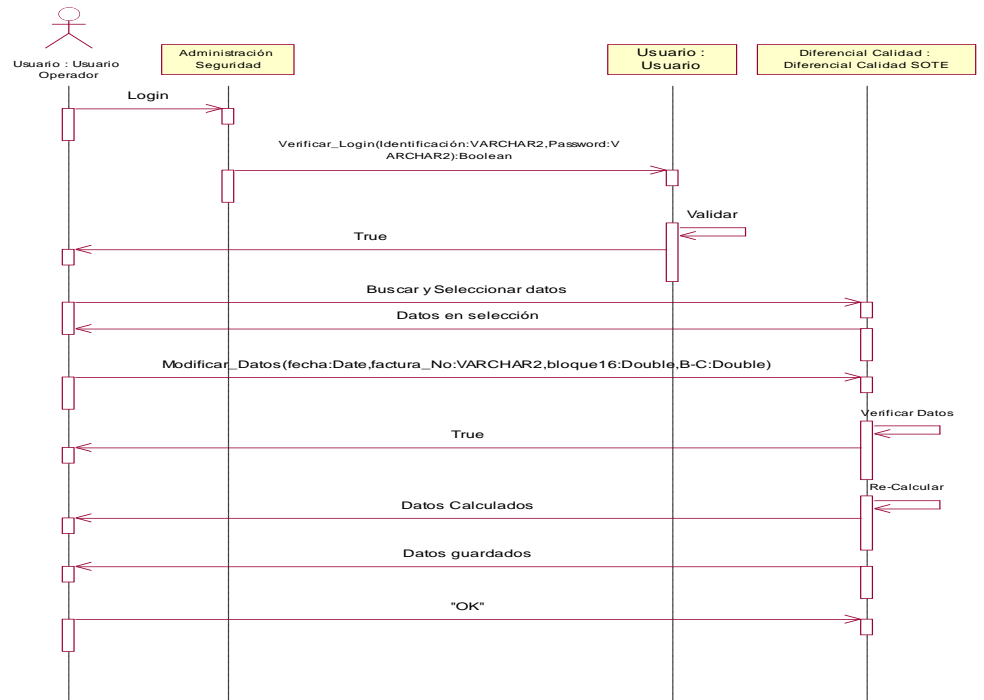 Usuario : Usuario
Operador
Administración
Seguridad
Usuario :
Usuario
Diferencial Calidad :
Diferencial Calidad SOTE
Login
Verificar_Login(Identificación:VARCHAR2,Password:V
ARCHAR2):Boolean
Validar
True
Buscar y Seleccionar datos
Datos en selección
Modificar_Datos(fecha:Date,factura_No:VARCHAR2,bloque16:Double,B-C:Double)
Verificar Datos
True
Re-Calcular
Datos Calculados
Datos guardados
"OK"